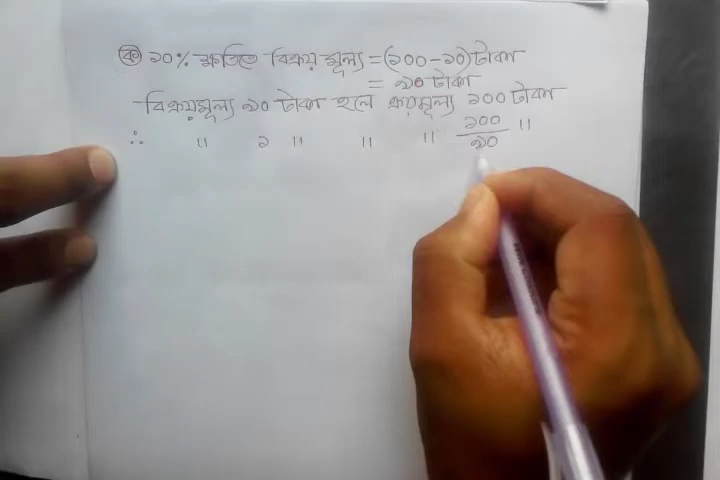 ক ১০% ক্ষতিতে বিক্রয় মূল্য = (১০০ - ১০) টাকা
= ৯০ টাকা
বিক্রয়মূল্য ৯০ টাকা হলে ক্রয়মূল্য ১০০ টাকা
∴ " ১ " " " ১০০/৯০ "